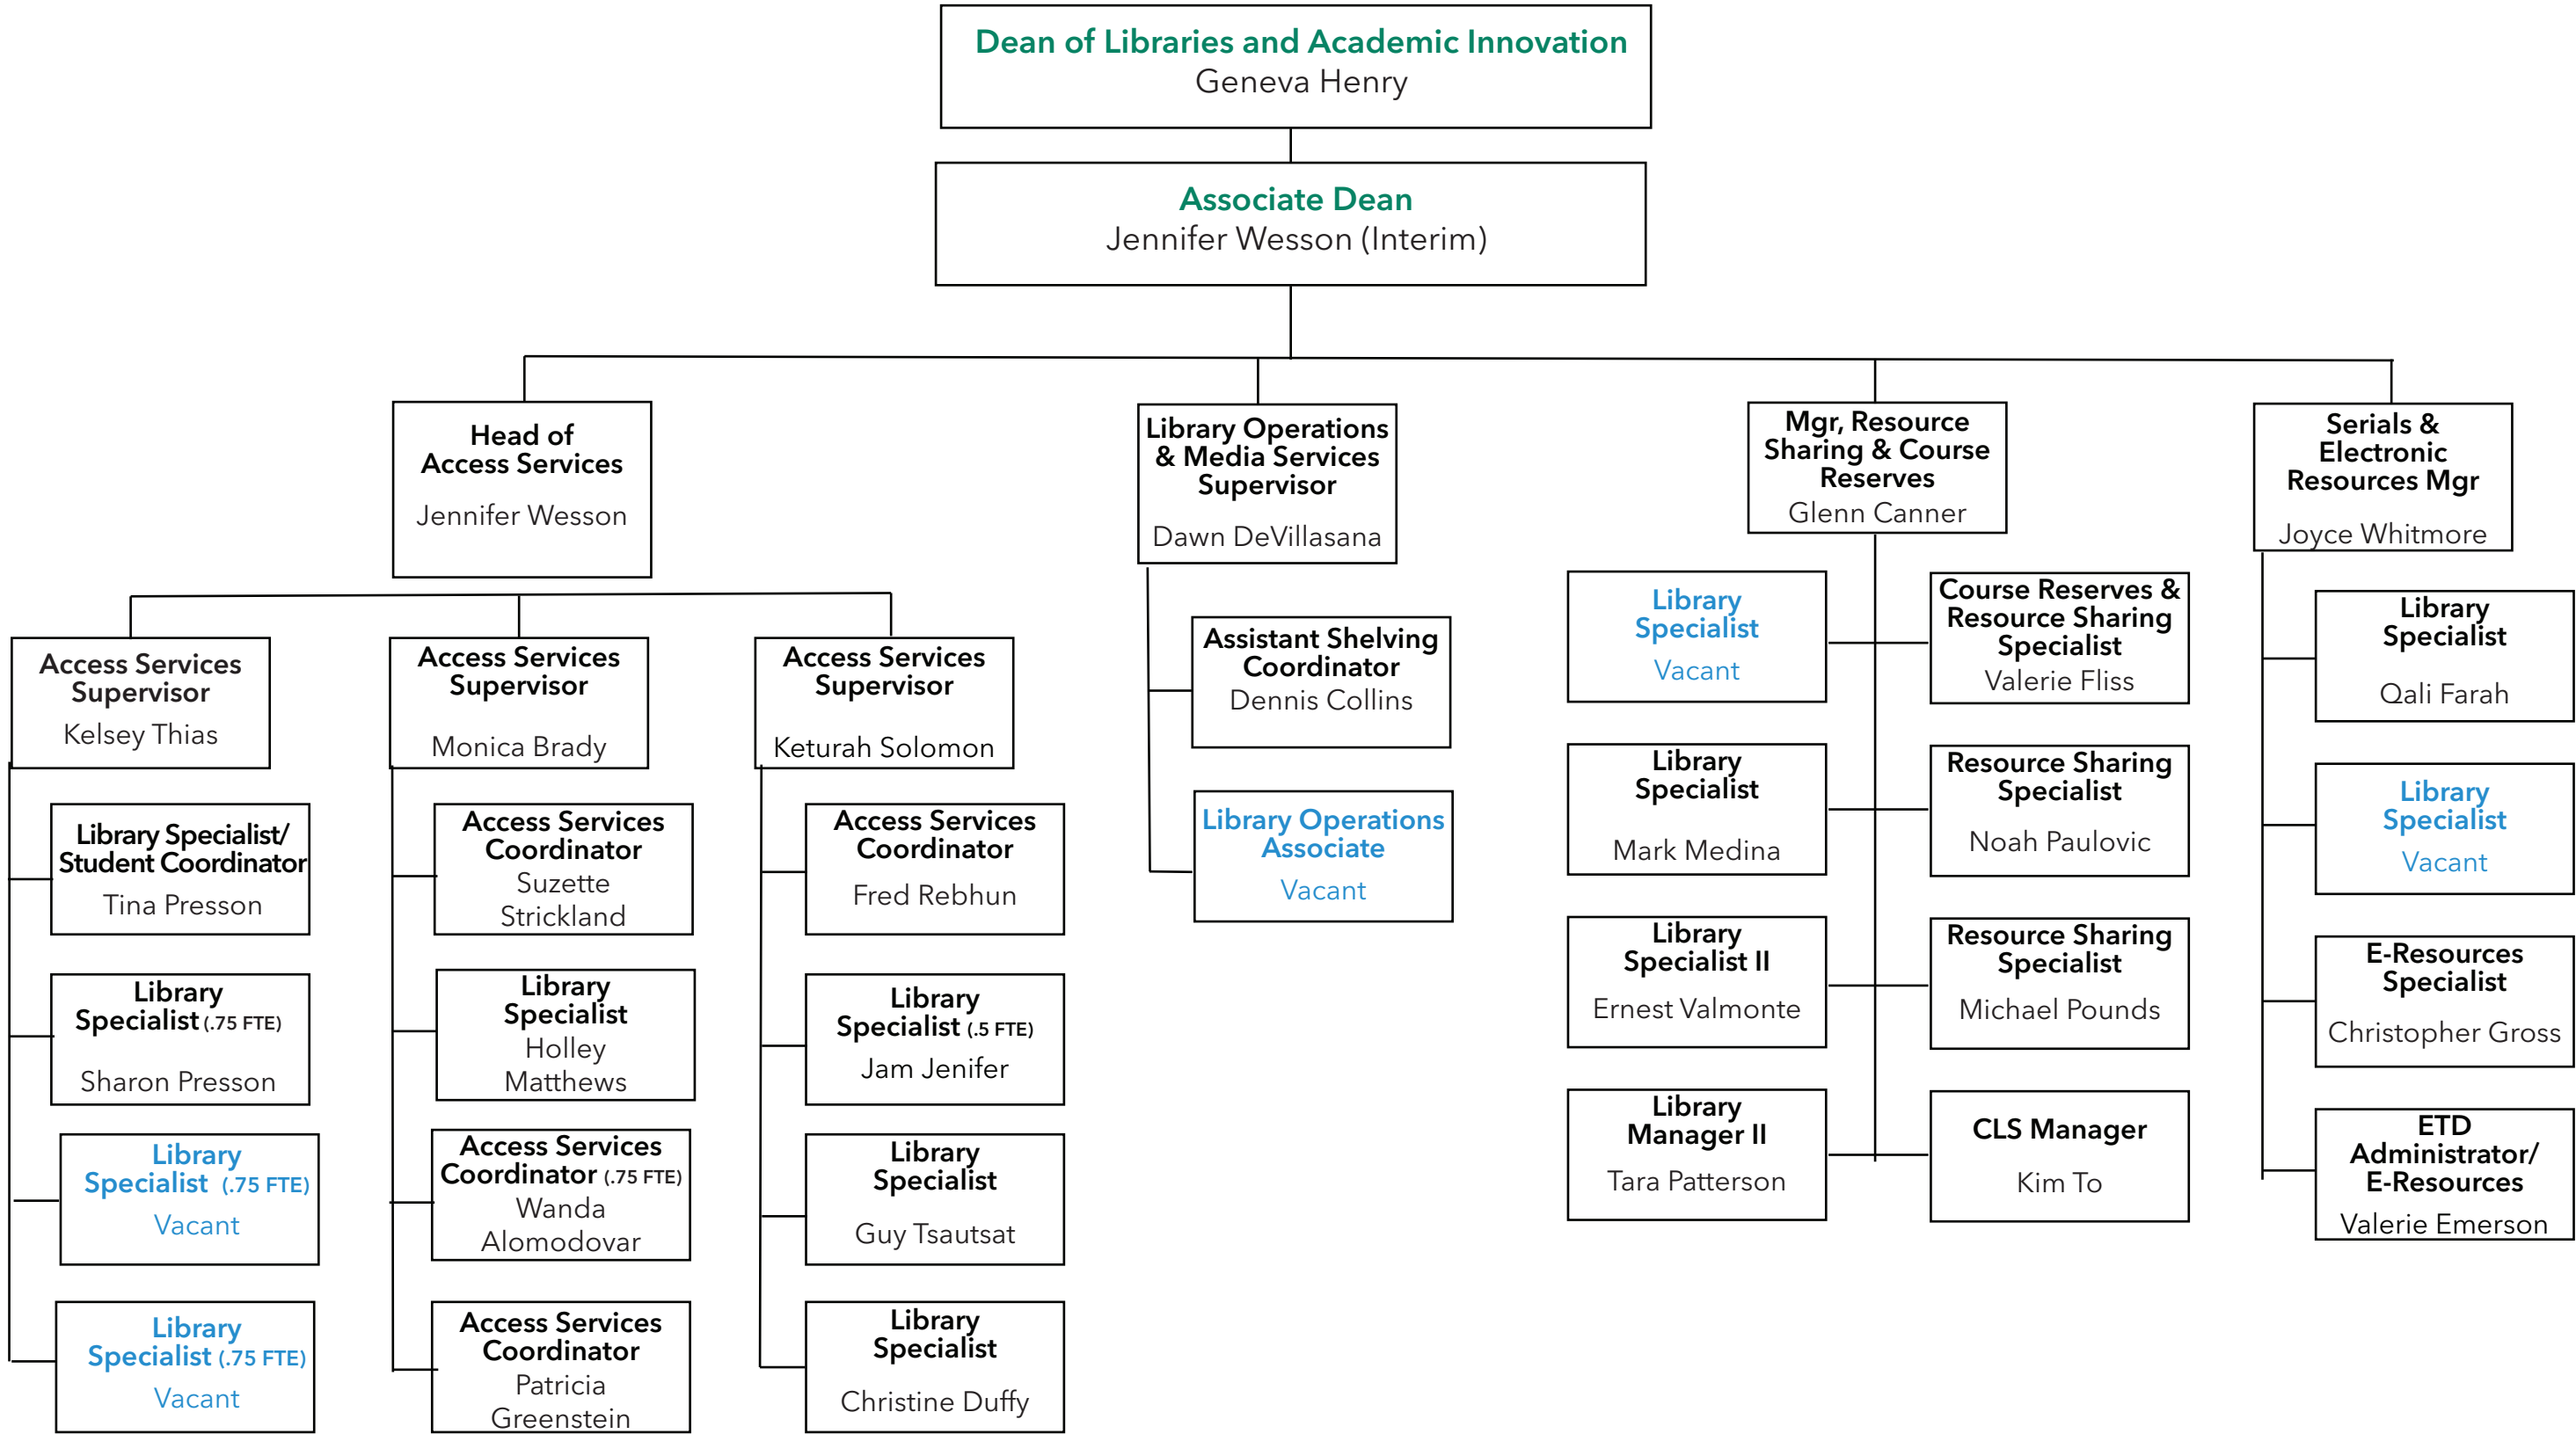 Dean of Libraries and Academic Innovation
Geneva Henry
Associate Dean
Jennifer Wesson (Interim)
Head of
Access Services
Jennifer Wesson
Library Operations
& Media Services
Supervisor
Dawn DeVillasana
Mgr, Resource
Sharing & Course
Reserves
Glenn Canner
Serials &
Electronic
Resources Mgr
Joyce Whitmore
Access Services
Supervisor
Kelsey Thias
Library Specialist/
Student Coordinator
Tina Presson
Library
Specialist (.75 FTE)
Sharon Presson
Library
Specialist (.75 FTE)
Vacant
Library
Specialist (.75 FTE)
Vacant
Access Services
Supervisor
Monica Brady
Access Services
Coordinator
Suzette
Strickland
Library
Specialist
Holley
Matthews
Access Services
Coordinator (.75 FTE)
Wanda
Alomodovar
Access Services
Coordinator
Patricia
Greenstein
Access Services
Supervisor
Keturah Solomon
Access Services
Coordinator
Fred Rebhun
Library
Specialist (.5 FTE)
Jam Jenifer
Library
Specialist
Guy Tsautsat
Library
Specialist
Christine Duffy
Assistant Shelving
Coordinator
Dennis Collins
Library Operations
Associate
Vacant
Library
Specialist
Vacant
Course Reserves &
Resource Sharing
Specialist
Valerie Fliss
Library
Specialist
Mark Medina
Resource Sharing
Specialist
Noah Paulovic
Library
Specialist II
Ernest Valmonte
Resource Sharing
Specialist
Michael Pounds
Library
Manager II
Tara Patterson
CLS Manager
Kim To
Library
Specialist
Qali Farah
Library
Specialist
Vacant
E-Resources
Specialist
Christopher Gross
ETD
Administrator/
E-Resources
Valerie Emerson